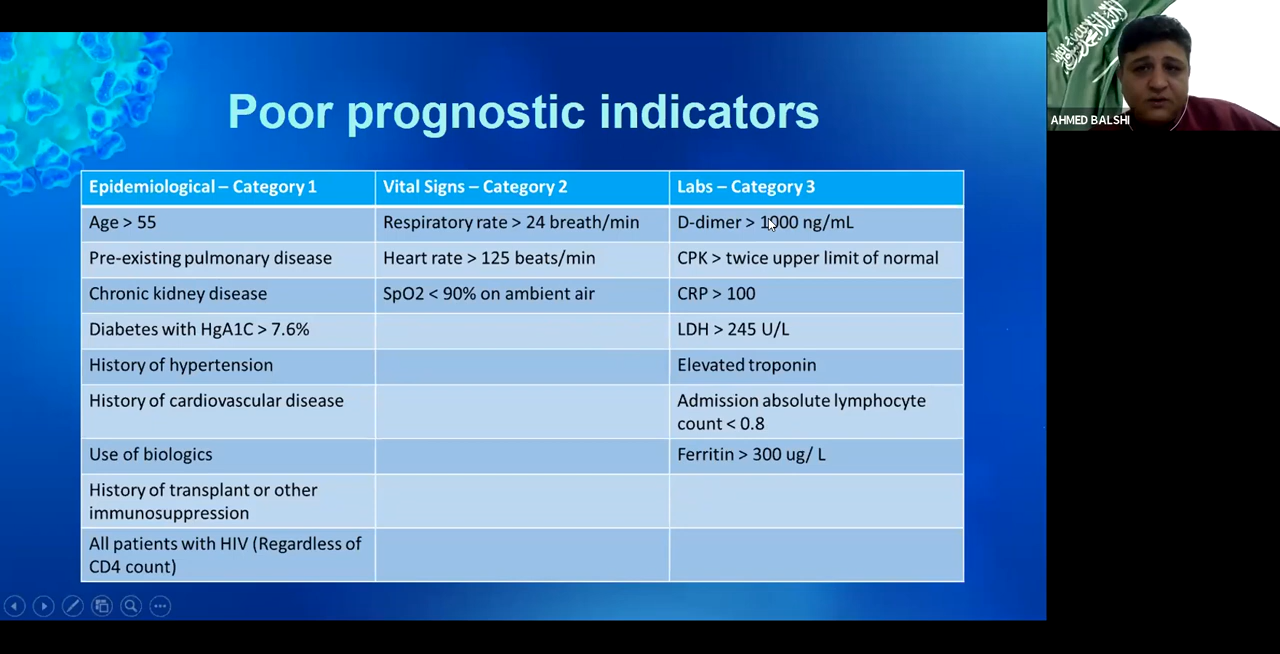 Poor prognostic indicators
Epidemiological – Category 1
Vital Signs – Category 2
Labs – Category 3
Age > 55
Respiratory rate > 24 breath/min
D-dimer > 1000 ng/mL
Pre-existing pulmonary disease
Heart rate > 125 beats/min
CPK > twice upper limit of normal
Chronic kidney disease
SpO2 < 90% on ambient air
CRP > 100
Diabetes with HgA1C > 7.6%
LDH > 245 U/L
History of hypertension
Elevated troponin
History of cardiovascular disease
Admission absolute lymphocyte
count < 0.8
Use of biologics
Ferritin > 300 ug/ L
History of transplant or other
immunosuppression
All patients with HIV (Regardless of
CD4 count)
AHMED BALSHI